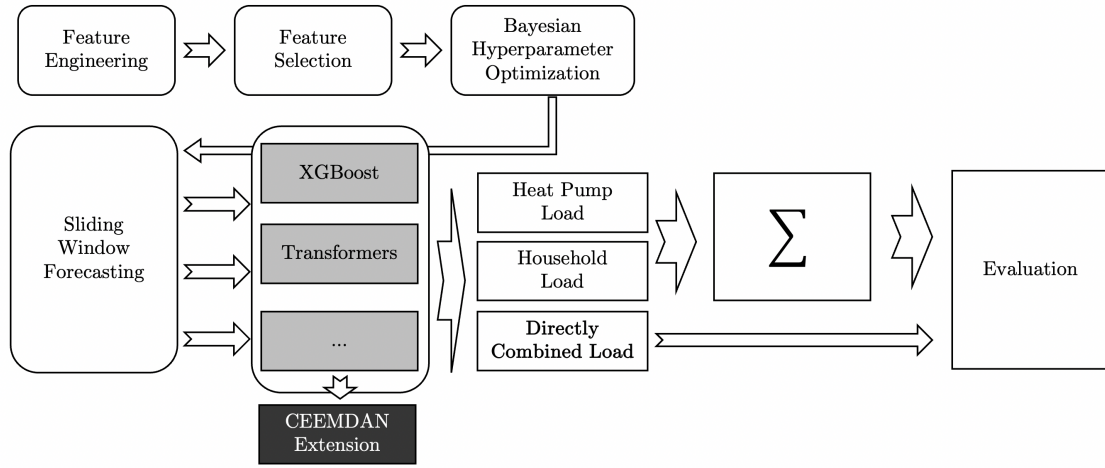 Feature
Engineering
Feature
Selection
Bayesian
Hyperparameter
Optimization
Sliding
Window
Forecasting
XGBoost
Transformers
...
CEEMDAN
Extension
Heat Pump
Load
Household
Load
Directly
Combined Load
∑
Evaluation